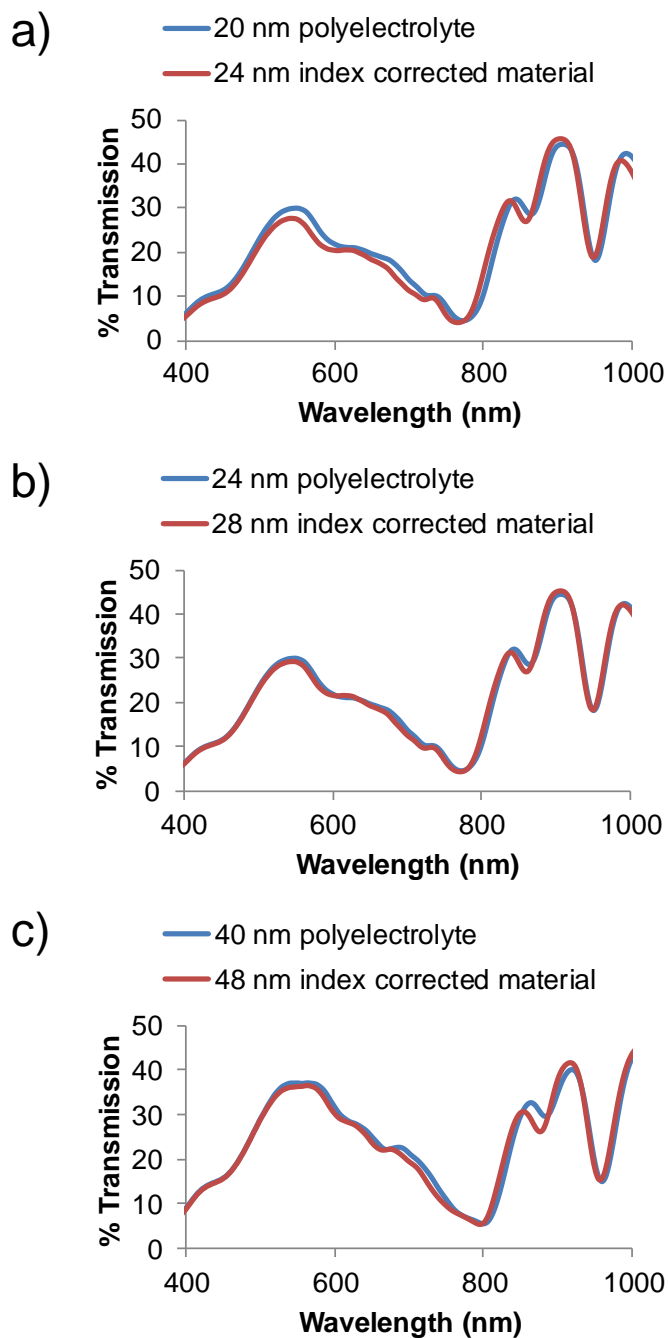 a)
20 nm polyelectrolyte
24 nm index corrected material
50
40
30
20
10
0
% Transmission
400 600 800 1000
Wavelength (nm)
b)
24 nm polyelectrolyte
28 nm index corrected material
50
40
30
20
10
0
% Transmission
400 600 800 1000
Wavelength (nm)
c)
40 nm polyelectrolyte
48 nm index corrected material
50
40
30
20
10
0
% Transmission
400 600 800 1000
Wavelength (nm)